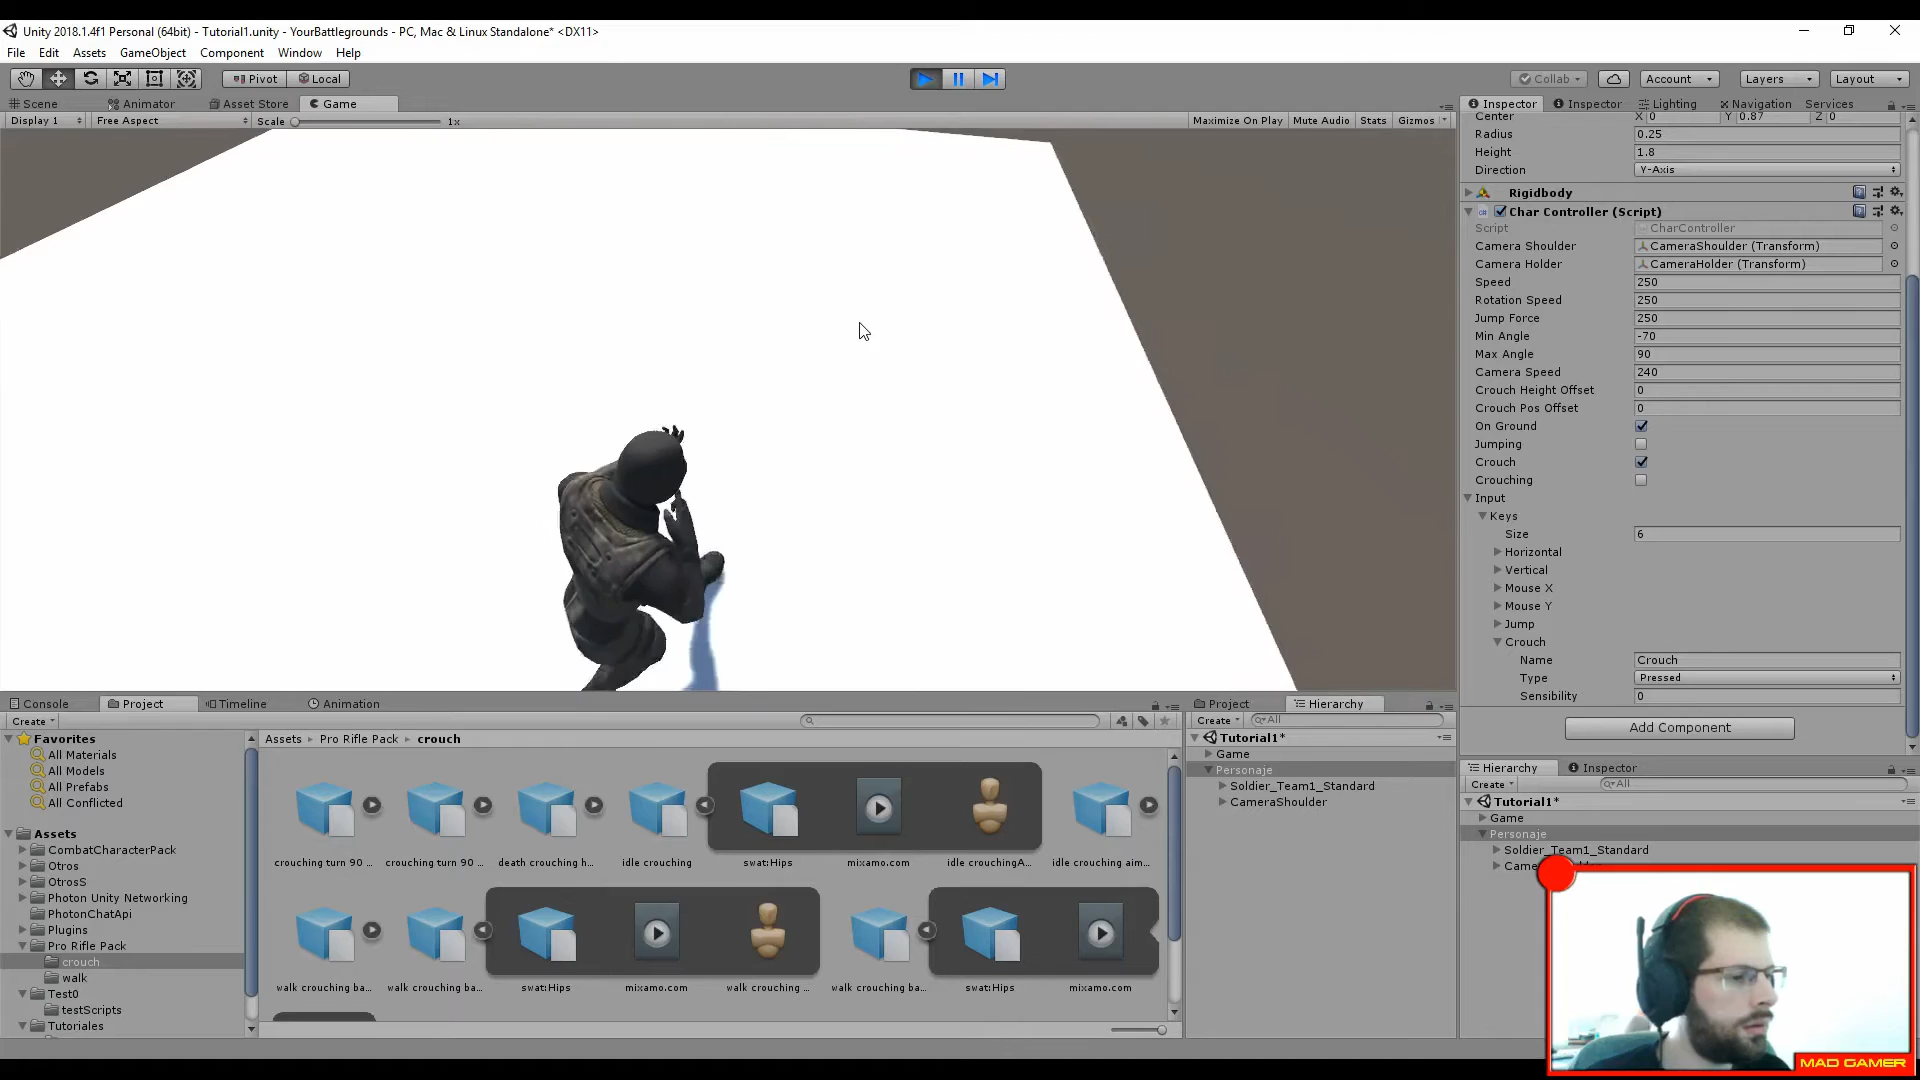 Unity 2018.1.4f1 Personal (64bit) - Tutorial1.unity - YourBattlegrounds - PC, Mac & Linux Standalone* <DX11>
File Edit Assets GameObject Component Window Help
Pivot Local Collab Account Layers Layout
Scene Animator Asset Store Game
Display 1 Free Aspect Scale 1x Maximize On Play Mute Audio Stats Gizmos
Inspector Inspector Lighting Navigation Services
Center X 0 Y 0.87 Z 0
Radius 0.25
Height 1.8
Direction Y-Axis
Rigidbody
Char Controller (Script)
Script CharController
Camera Shoulder CameraShoulder (Transform)
Camera Holder CameraHolder (Transform)
Speed 250
Rotation Speed 250
Jump Force 250
Min Angle -70
Max Angle 90
Camera Speed 240
Crouch Height Offset 0
Crouch Pos Offset 0
On Ground
Jumping
Crouch
Crouching
Input
Keys
Size 6
Horizontal
Vertical
Mouse X
Mouse Y
Jump
Crouch
Name Crouch
Type Pressed
Sensibility 0
Add Component
Console Project Timeline Animation
Create
Favorites
All Materials
All Models
All Prefabs
All Conflicted
Assets
CombatCharacterPack
Otros
OtrosS
Photon Unity Networking
PhotonChatApi
Plugins
Pro Rifle Pack
crouch
walk
Test0
testScripts
Tutoriales
Assets Pro Rifle Pack crouch
crouching turn 90 ... crouching turn 90 ... death crouching h... idle crouching swat:Hips mixamo.com idle crouchingA... idle crouching aim...
walk crouching ba... walk crouching ba... swat:Hips mixamo.com walk crouching ... walk crouching ba... swat:Hips mixamo.com
Project Hierarchy
Create All
Tutorial1*
Game
Personaje
Soldier_Team1_Standard
CameraShoulder
Hierarchy Inspector
Create All
Tutorial1*
Game
Personaje
Soldier_Team1_Standard
MAD GAMER